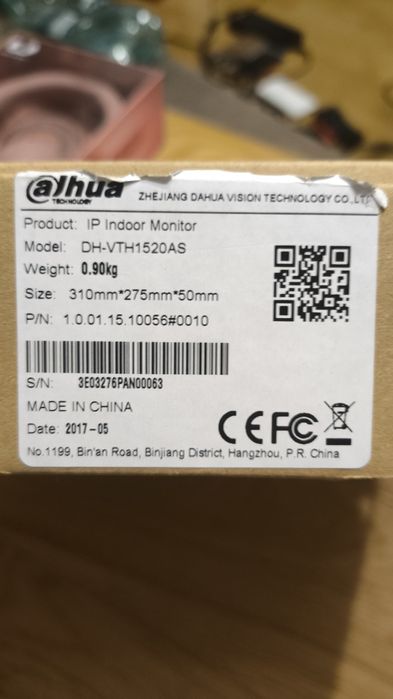 alhua
TECHNOLOGY
ZHEJIANG DAHUA VISION TECHNOLOGY CO.,LTD
Product: IP Indoor Monitor
Model: DH-VTH1520AS
Weight: 0.90kg
Size: 310mm*275mm*50mm
P/N: 1.0.01.15.10056#0010
S/N: 3E03276PAN00063
MADE IN CHINA
Date: 2017-05
CE FC
No.1199, Bin'an Road, Binjiang District, Hangzhou, P.R. China